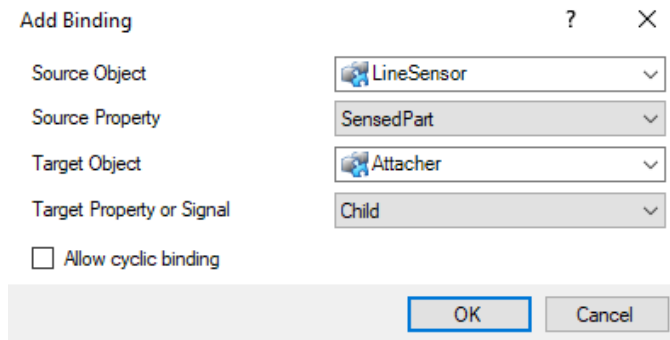 Add Binding ? ✕
Source Object LineSensor
Source Property SensedPart
Target Object Attacher
Target Property or Signal Child
Allow cyclic binding
OK Cancel